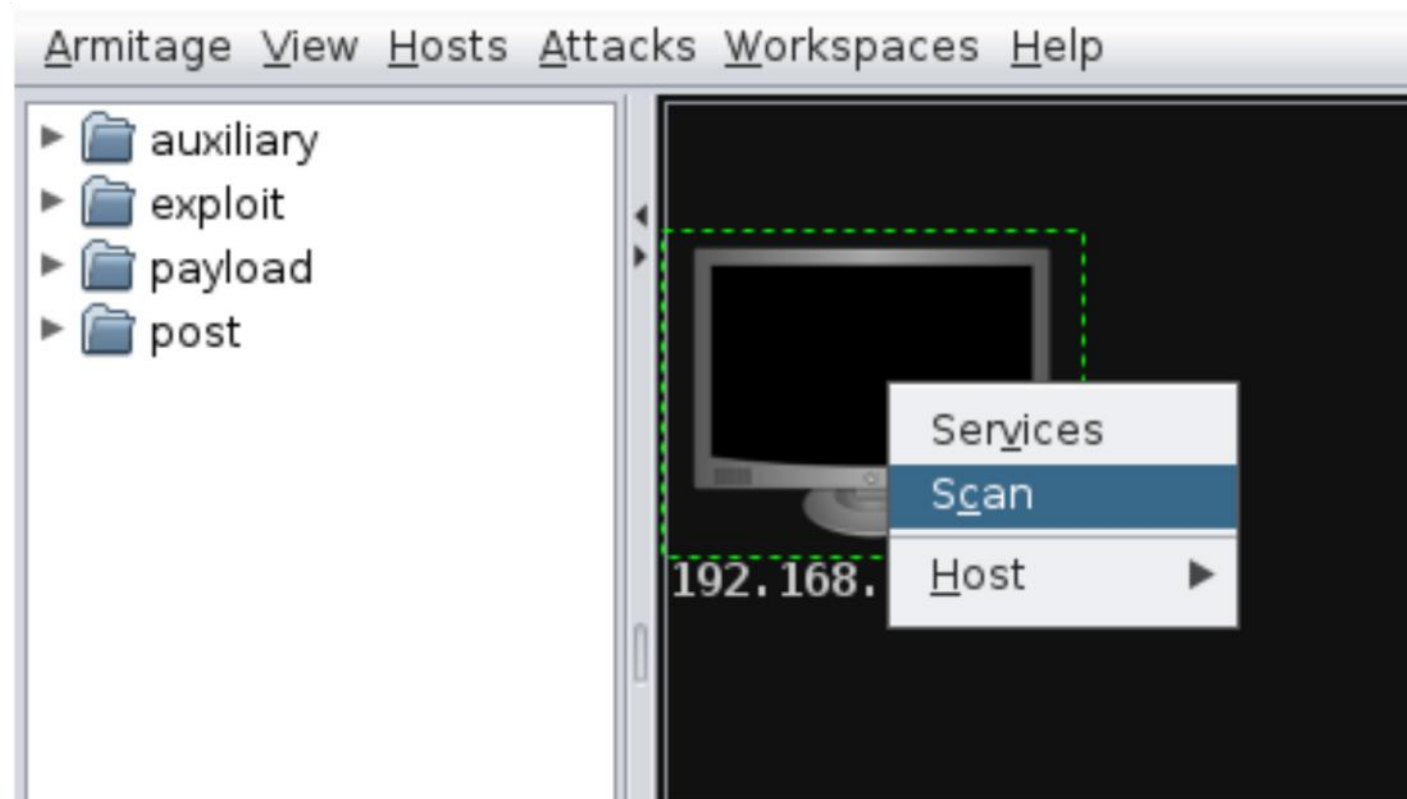 Armitage View Hosts Attacks Workspaces Help
auxiliary
exploit
payload
post
Services
Scan
Host
192.168.